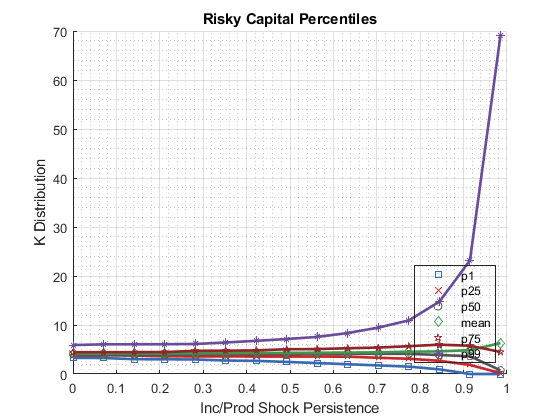 Risky Capital Percentiles
70
60
50
40
30
20
10
0
K Distribution
p1
p25
p50
mean
p75
p99
0 0.1 0.2 0.3 0.4 0.5 0.6 0.7 0.8 0.9 1
Inc/Prod Shock Persistence